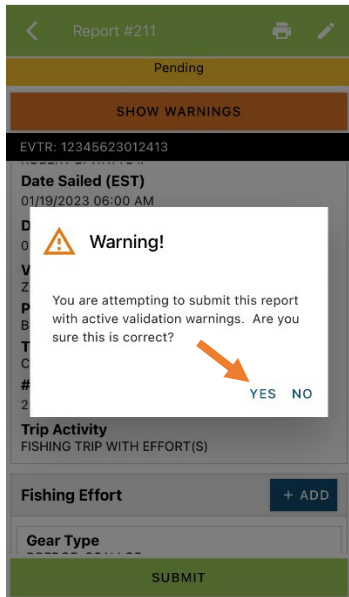 Report #211
Pending
SHOW WARNINGS
EVTR: 12345623012413
Date Sailed (EST)
01/19/2023 06:00 AM
D
0
Warning!
V
Z
You are attempting to submit this report
P
with active validation warnings. Are you
B
sure this is correct?
T
C
#
YES NO
2
Trip Activity
FISHING TRIP WITH EFFORT(S)
Fishing Effort
+ ADD
Gear Type
SUBMIT